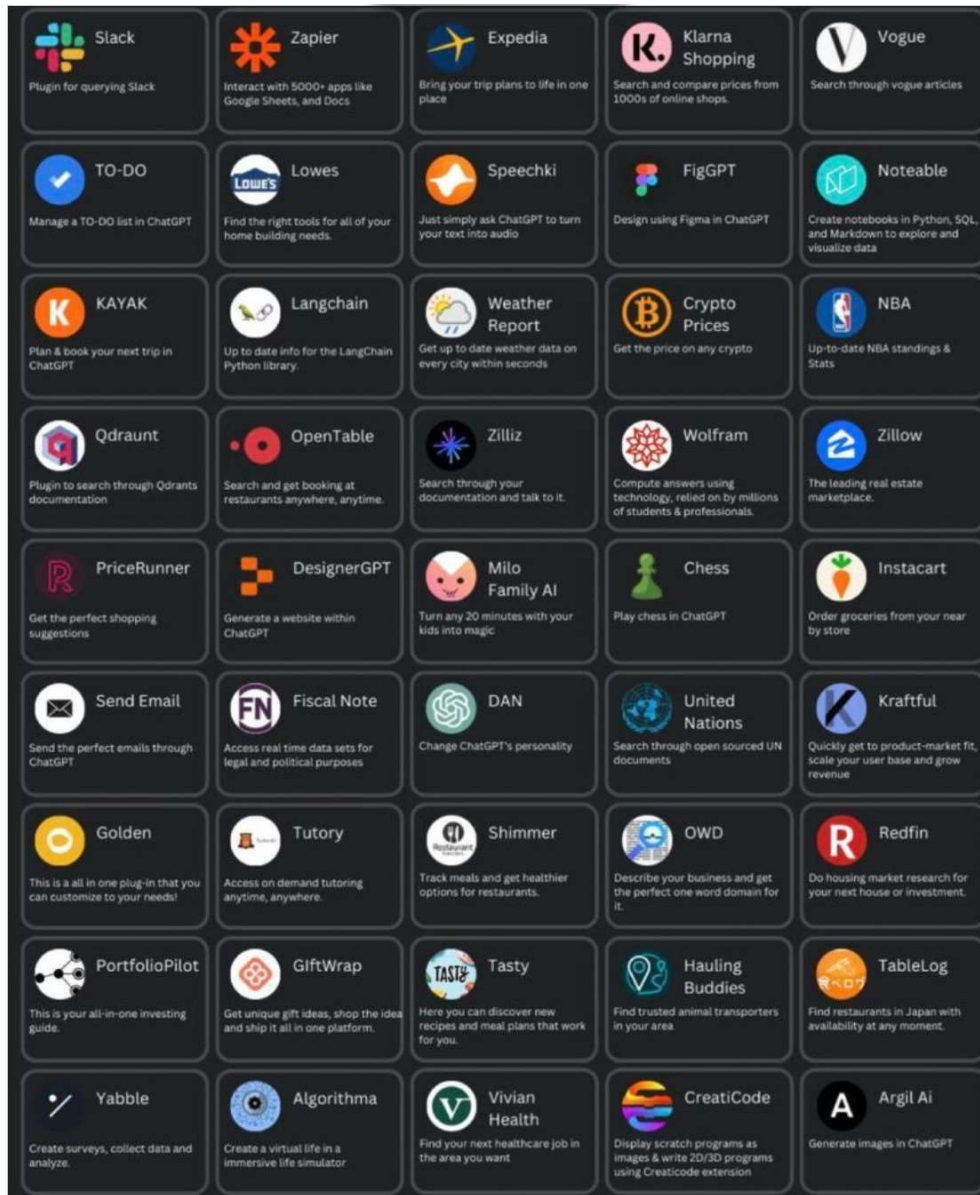 Slack
Plugin for querying Slack
Zapier
Interact with 5000+ apps like
Google Sheets, and Docs
Expedia
Bring your trip plans to life in one
place
K.
Klarna
Shopping
Search and compare prices from
1000s of online shops.
V
Vogue
Search through vogue articles
TO-DO
Manage a TO-DO list in ChatGPT
LOWE'S
Lowes
Find the right tools for all of your
home building needs.
Speechki
Just simply ask ChatGPT to turn
your text into audio
FigGPT
Design using Figma in ChatGPT
Noteable
Create notebooks in Python, SQL,
and Markdown to explore and
visualize data
K
KAYAK
Plan & book your next trip in
ChatGPT
Langchain
Up to date info for the LangChain
Python library.
Weather
Report
Get up to date weather data on
every city within seconds
Crypto
Prices
Get the price on any crypto
NBA
Up-to-date NBA standings &
Stats
Qdraunt
Plugin to search through Qdrants
documentation
OpenTable
Search and get booking at
restaurants anywhere, anytime.
Zilliz
Search through your
documentation and talk to it.
Wolfram
Compute answers using
technology, relied on by millions
of students & professionals.
Zillow
The leading real estate
marketplace.
R
PriceRunner
Get the perfect shopping
suggestions
DesignerGPT
Generate a website within
ChatGPT
Milo
Family AI
Turn any 20 minutes with your
kids into magic
Chess
Play chess in ChatGPT
Instacart
Order groceries from your near
by store
Send Email
Send the perfect emails through
ChatGPT
FN
Fiscal Note
Access real time data sets for
legal and political purposes
DAN
Change ChatGPT's personality
United
Nations
Search through open sourced UN
documents
K
Kraftful
Quickly get to product-market fit,
scale your user base and grow
revenue
Golden
This is a all in one plug-in that you
can customize to your needs!
Tutory
Access on demand tutoring
anytime, anywhere.
Restaurant
Shimmer
Track meals and get healthier
options for restaurants.
OWD
Describe your business and get
the perfect one word domain for
it.
R
Redfin
Do housing market research for
your next house or investment.
PortfolioPilot
This is your all-in-one investing
guide.
GIftWrap
Get unique gift ideas, shop the idea
and ship it all in one platform.
TASTY
Tasty
Here you can discover new
recipes and meal plans that work
for you.
Hauling
Buddies
Find trusted animal transporters
in your area
食べログ
TableLog
Find restaurants in Japan with
availability at any moment.
Yabble
Create surveys, collect data and
analyze.
Algorithma
Create a virtual life in a
immersive life simulator
V
Vivian
Health
Find your next healthcare job in
the area you want
CreatiCode
Display scratch programs as
images & write 2D/3D programs
using Creaticode extension
A
Argil Ai
Generate images in ChatGPT